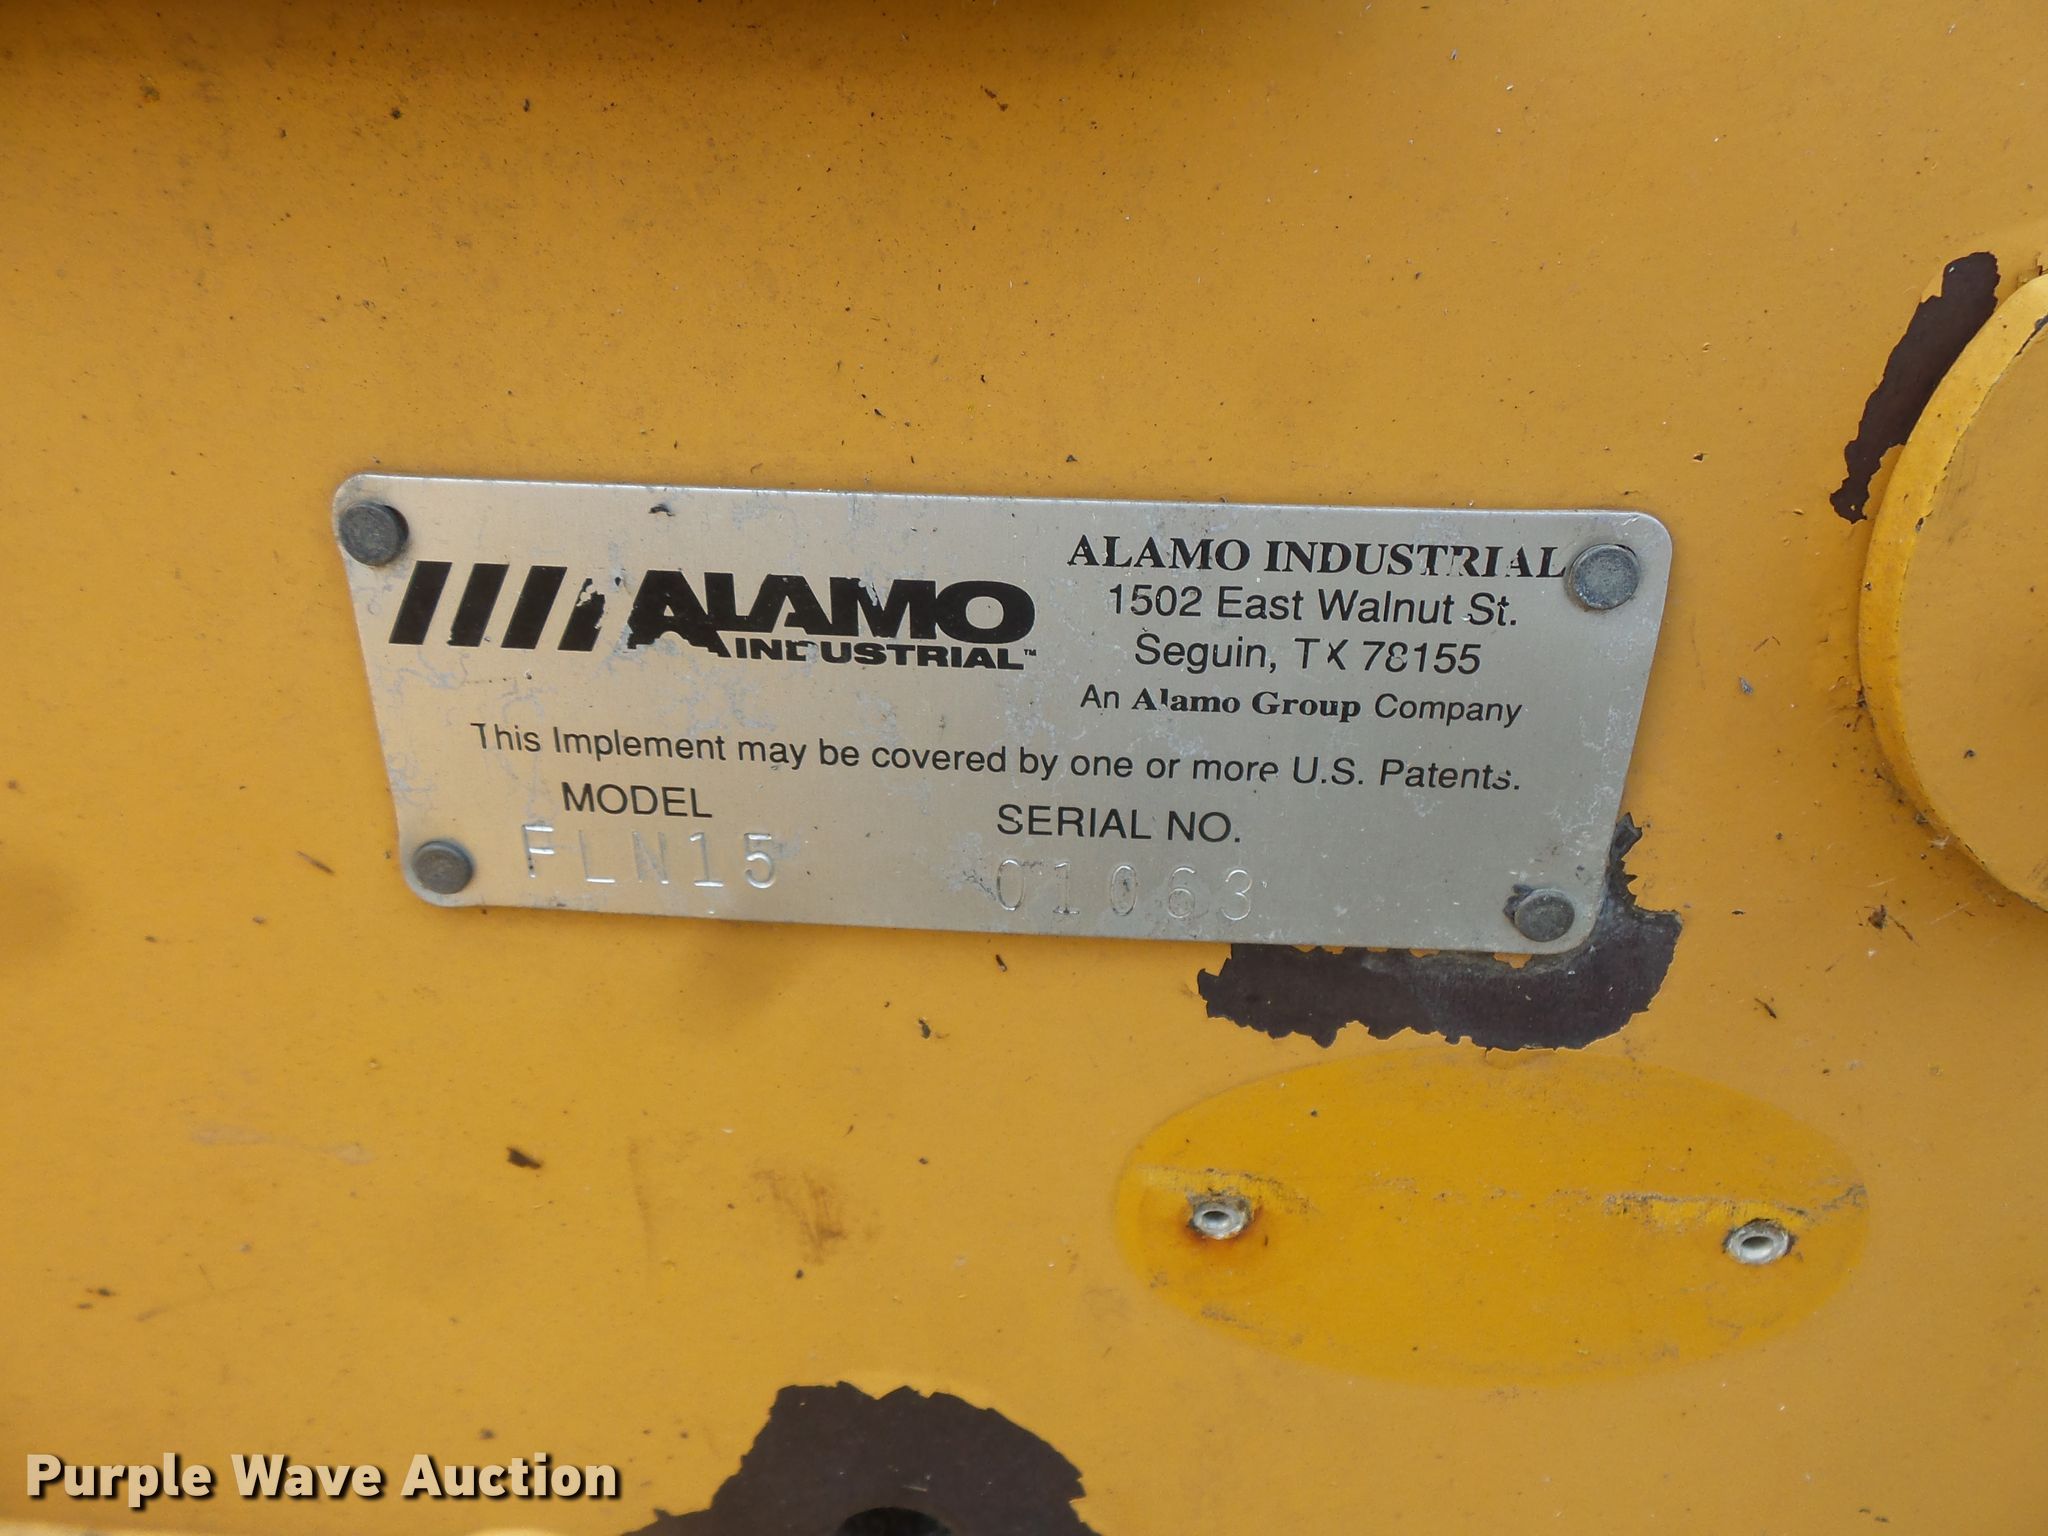 ALAMO
INDUSTRIAL™
ALAMO INDUSTRIAL
1502 East Walnut St.
Seguin, TX 78155
An Alamo Group Company
This Implement may be covered by one or more U.S. Patents.
MODEL
FLN15
SERIAL NO.
01063
Purple Wave Auction